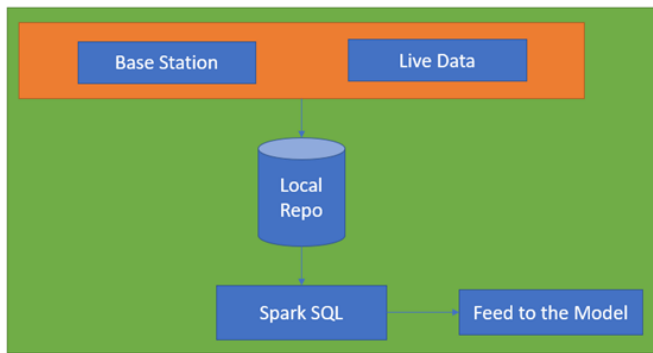 Base Station
Live Data
Local
Repo
Spark SQL
Feed to the Model